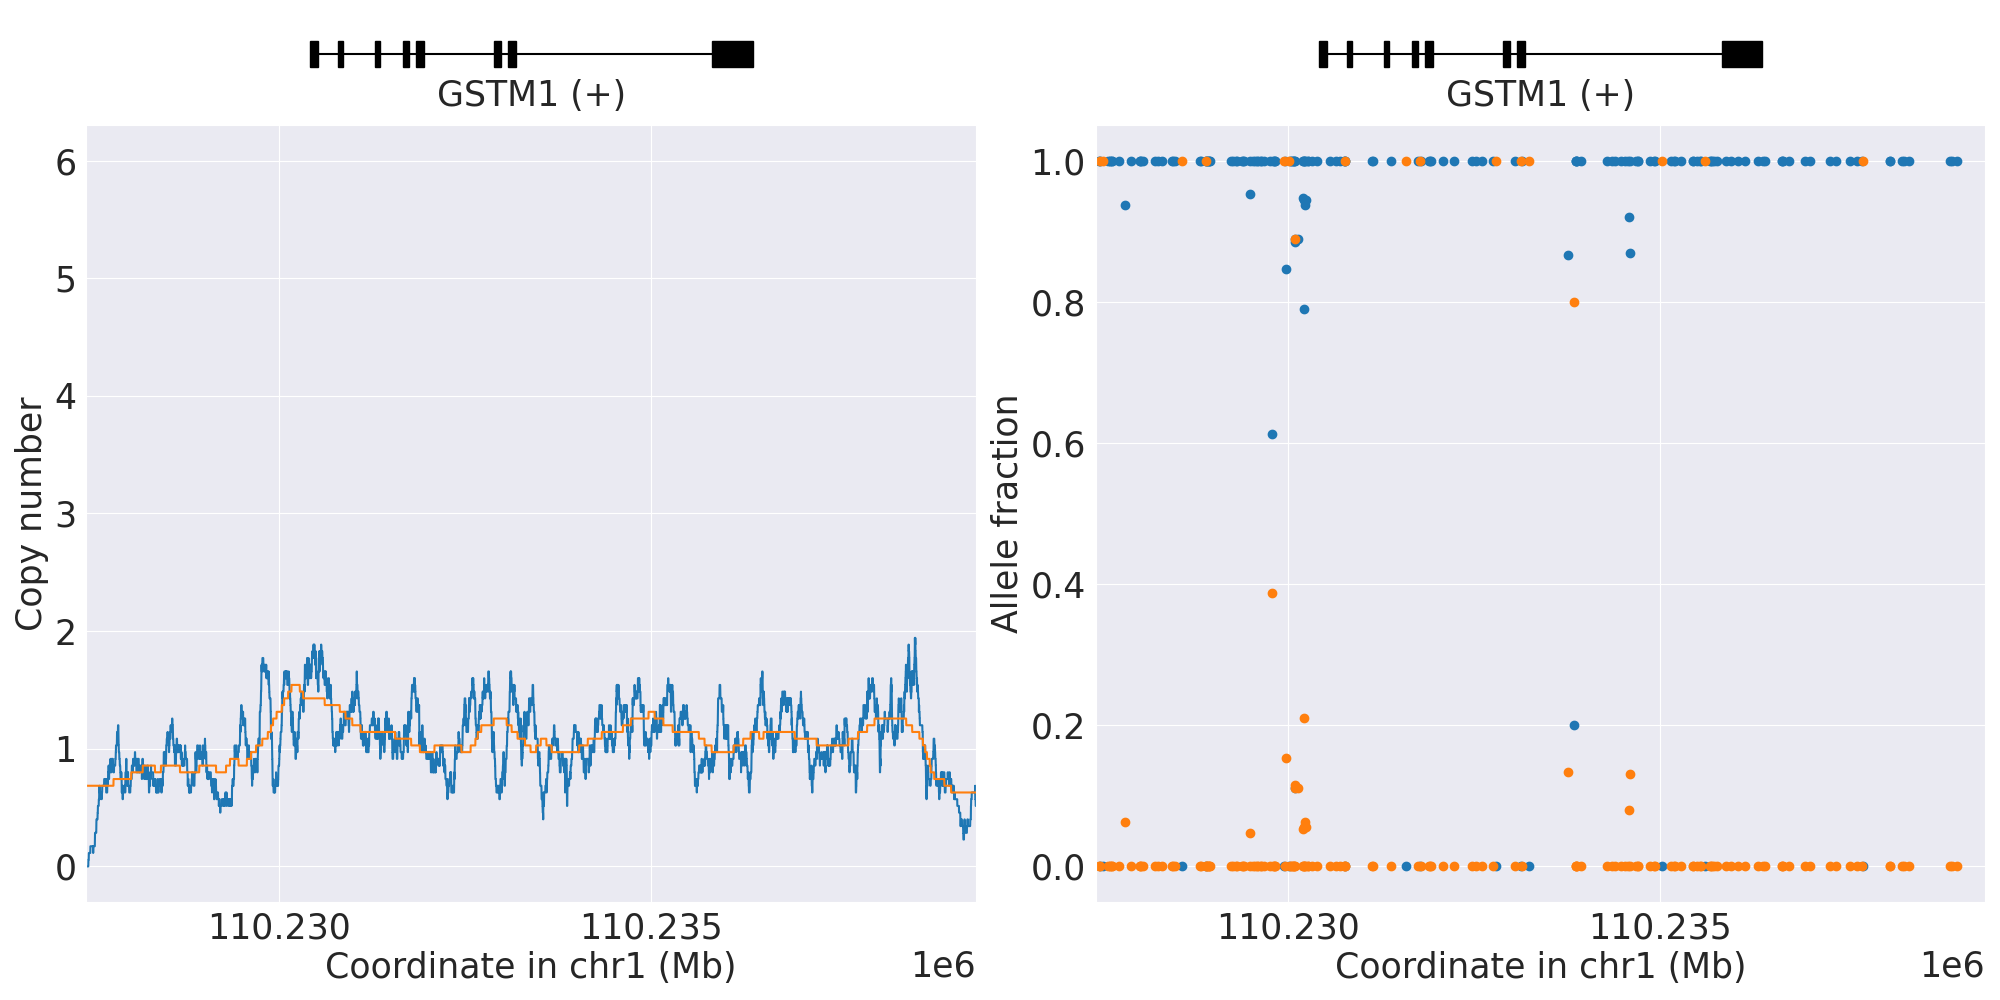 GSTM1 (+)
6
5
4
3
2
1
0
Copy number
110.230
110.235
Coordinate in chr1 (Mb)
1e6
GSTM1 (+)
1.0
0.8
0.6
0.4
0.2
0.0
Allele fraction
110.230
110.235
Coordinate in chr1 (Mb)
1e6